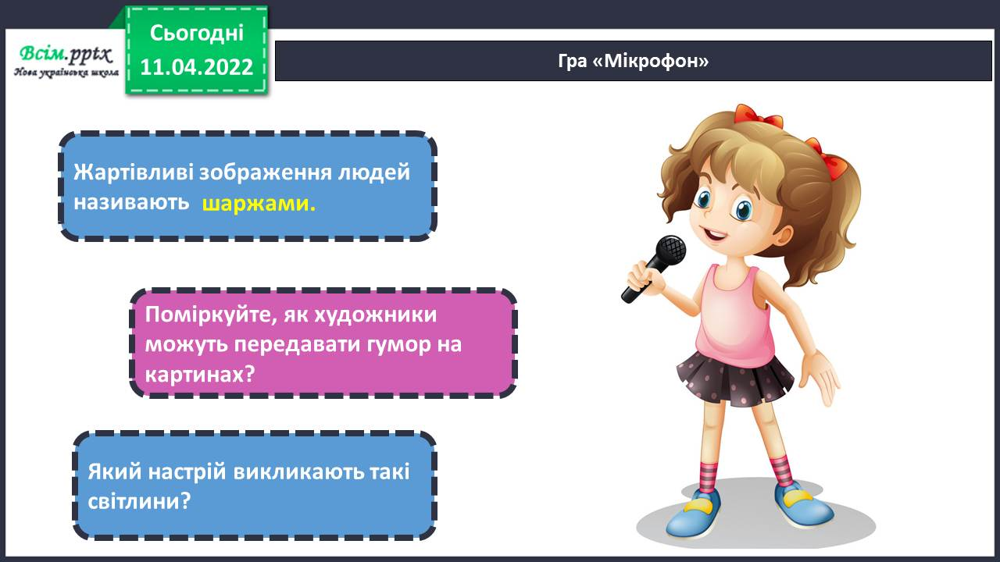 Сьогодні
11.04.2022
Всім.pptx
Нова українська школа
Гра «Мікрофон»
Жартівливі зображення людей
називають шаржами.
Поміркуйте, як художники
можуть передавати гумор на
картинах?
Який настрій викликають такі
світлини?